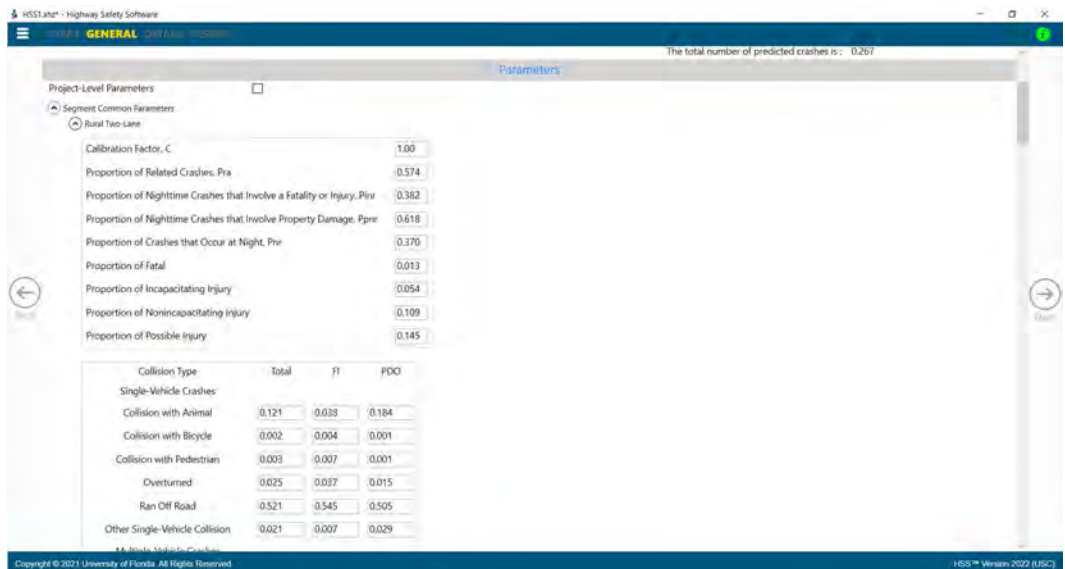 HSS1.xhz* - Highway Safety Software
START GENERAL DETAILS
The total number of predicted crashes is : 0.267
Parameters
Project-Level Parameters
Segment Common Parameters
Rural Two-Lane
Calibration Factor, C 1.00
Proportion of Related Crashes, Pra 0.574
Proportion of Nighttime Crashes that Involve a Fatality or Injury, Pinr 0.382
Proportion of Nighttime Crashes that Involve Property Damage, Ppnr 0.618
Proportion of Crashes that Occur at Night, Pnr 0.370
Proportion of Fatal 0.013
Proportion of Incapacitating Injury 0.054
Proportion of Nonincapacitating Injury 0.109
Proportion of Possible Injury 0.145
Back
Next
Collision Type Total FI PDO
Single-Vehicle Crashes
Collision with Animal 0.121 0.038 0.184
Collision with Bicycle 0.002 0.004 0.001
Collision with Pedestrian 0.003 0.007 0.001
Overturned 0.025 0.037 0.015
Ran Off Road 0.521 0.545 0.505
Other Single-Vehicle Collision 0.021 0.007 0.029
Multiple-Vehicle Crashes
Copyright © 2021 University of Florida. All Rights Reserved. HSS™ Version 2022 (USC)